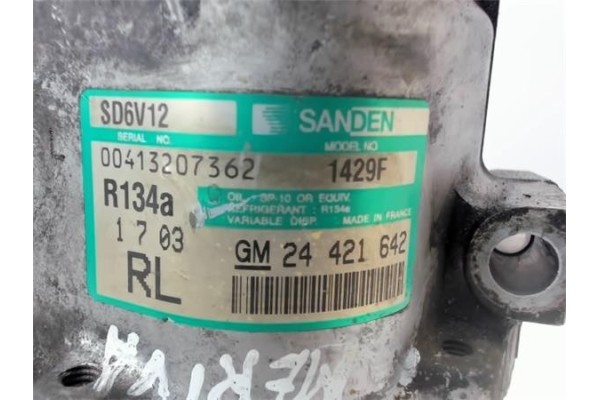 SD6V12 SANDEN
SERIAL NO. MODEL NO.
00413207362 1429F
R134a OIL : SP-10 OR EQUIV.
REFRIGERANT : R134a
VARIABLE DISP. MADE IN FRANCE
1 7 03
GM 24 421 642
RL
MERIVA